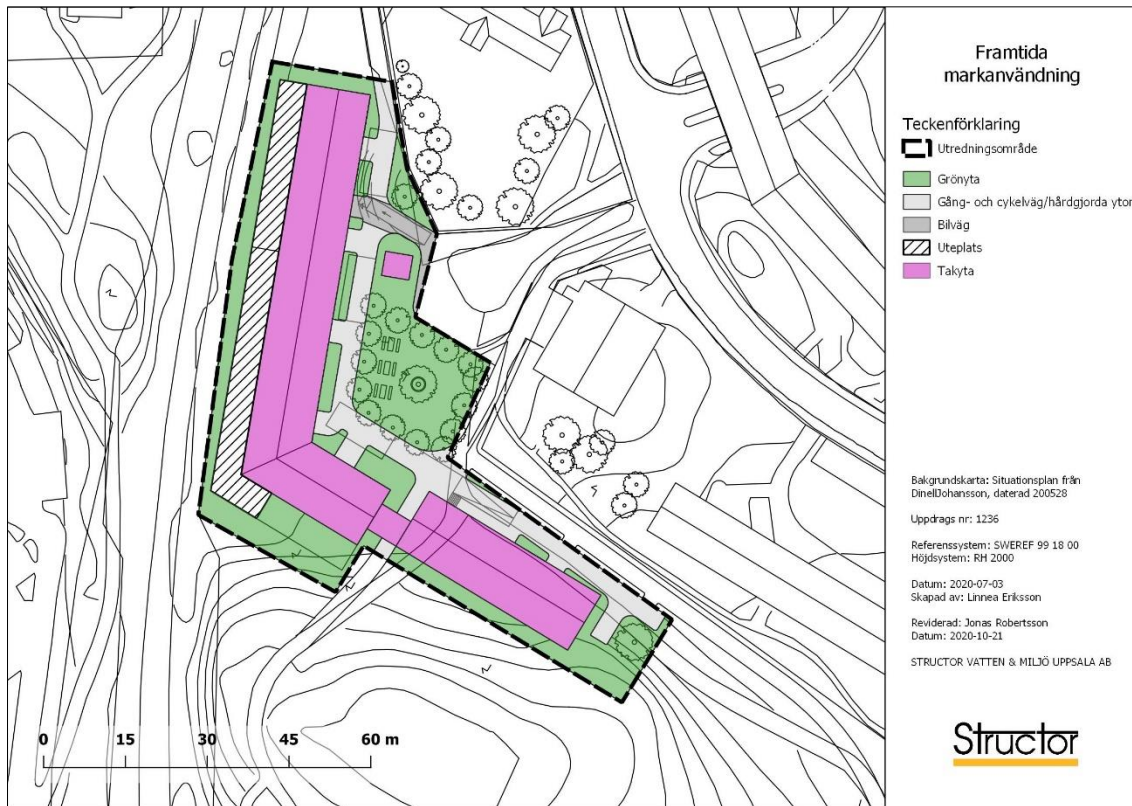 Framtida
markanvändning
Teckenförklaring
Utredningsområde
Grönyta
Gång- och cykelväg/hårdgjorda ytor
Bilväg
Uteplats
Takyta
Bakgrundskarta: Situationsplan från
DinellJohansson, daterad 200528
Uppdrags nr: 1236
Referenssystem: SWEREF 99 18 00
Höjdsystem: RH 2000
Datum: 2020-07-03
Skapad av: Linnea Eriksson
Reviderad: Jonas Robertsson
Datum: 2020-10-21
STRUCTOR VATTEN & MILJÖ UPPSALA AB
Structor
0 15 30 45 60 m